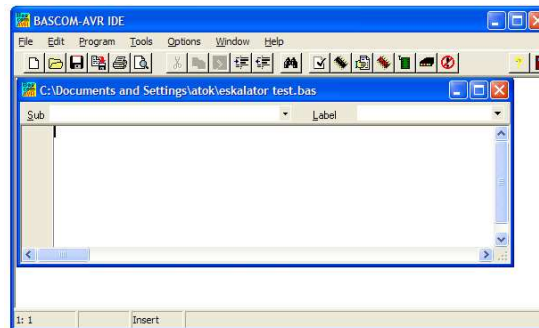 BASCOM-AVR IDE
File Edit Program Tools Options Window Help
C:\Documents and Settings\atok\eskalator test.bas
Sub Label
1: 1 Insert